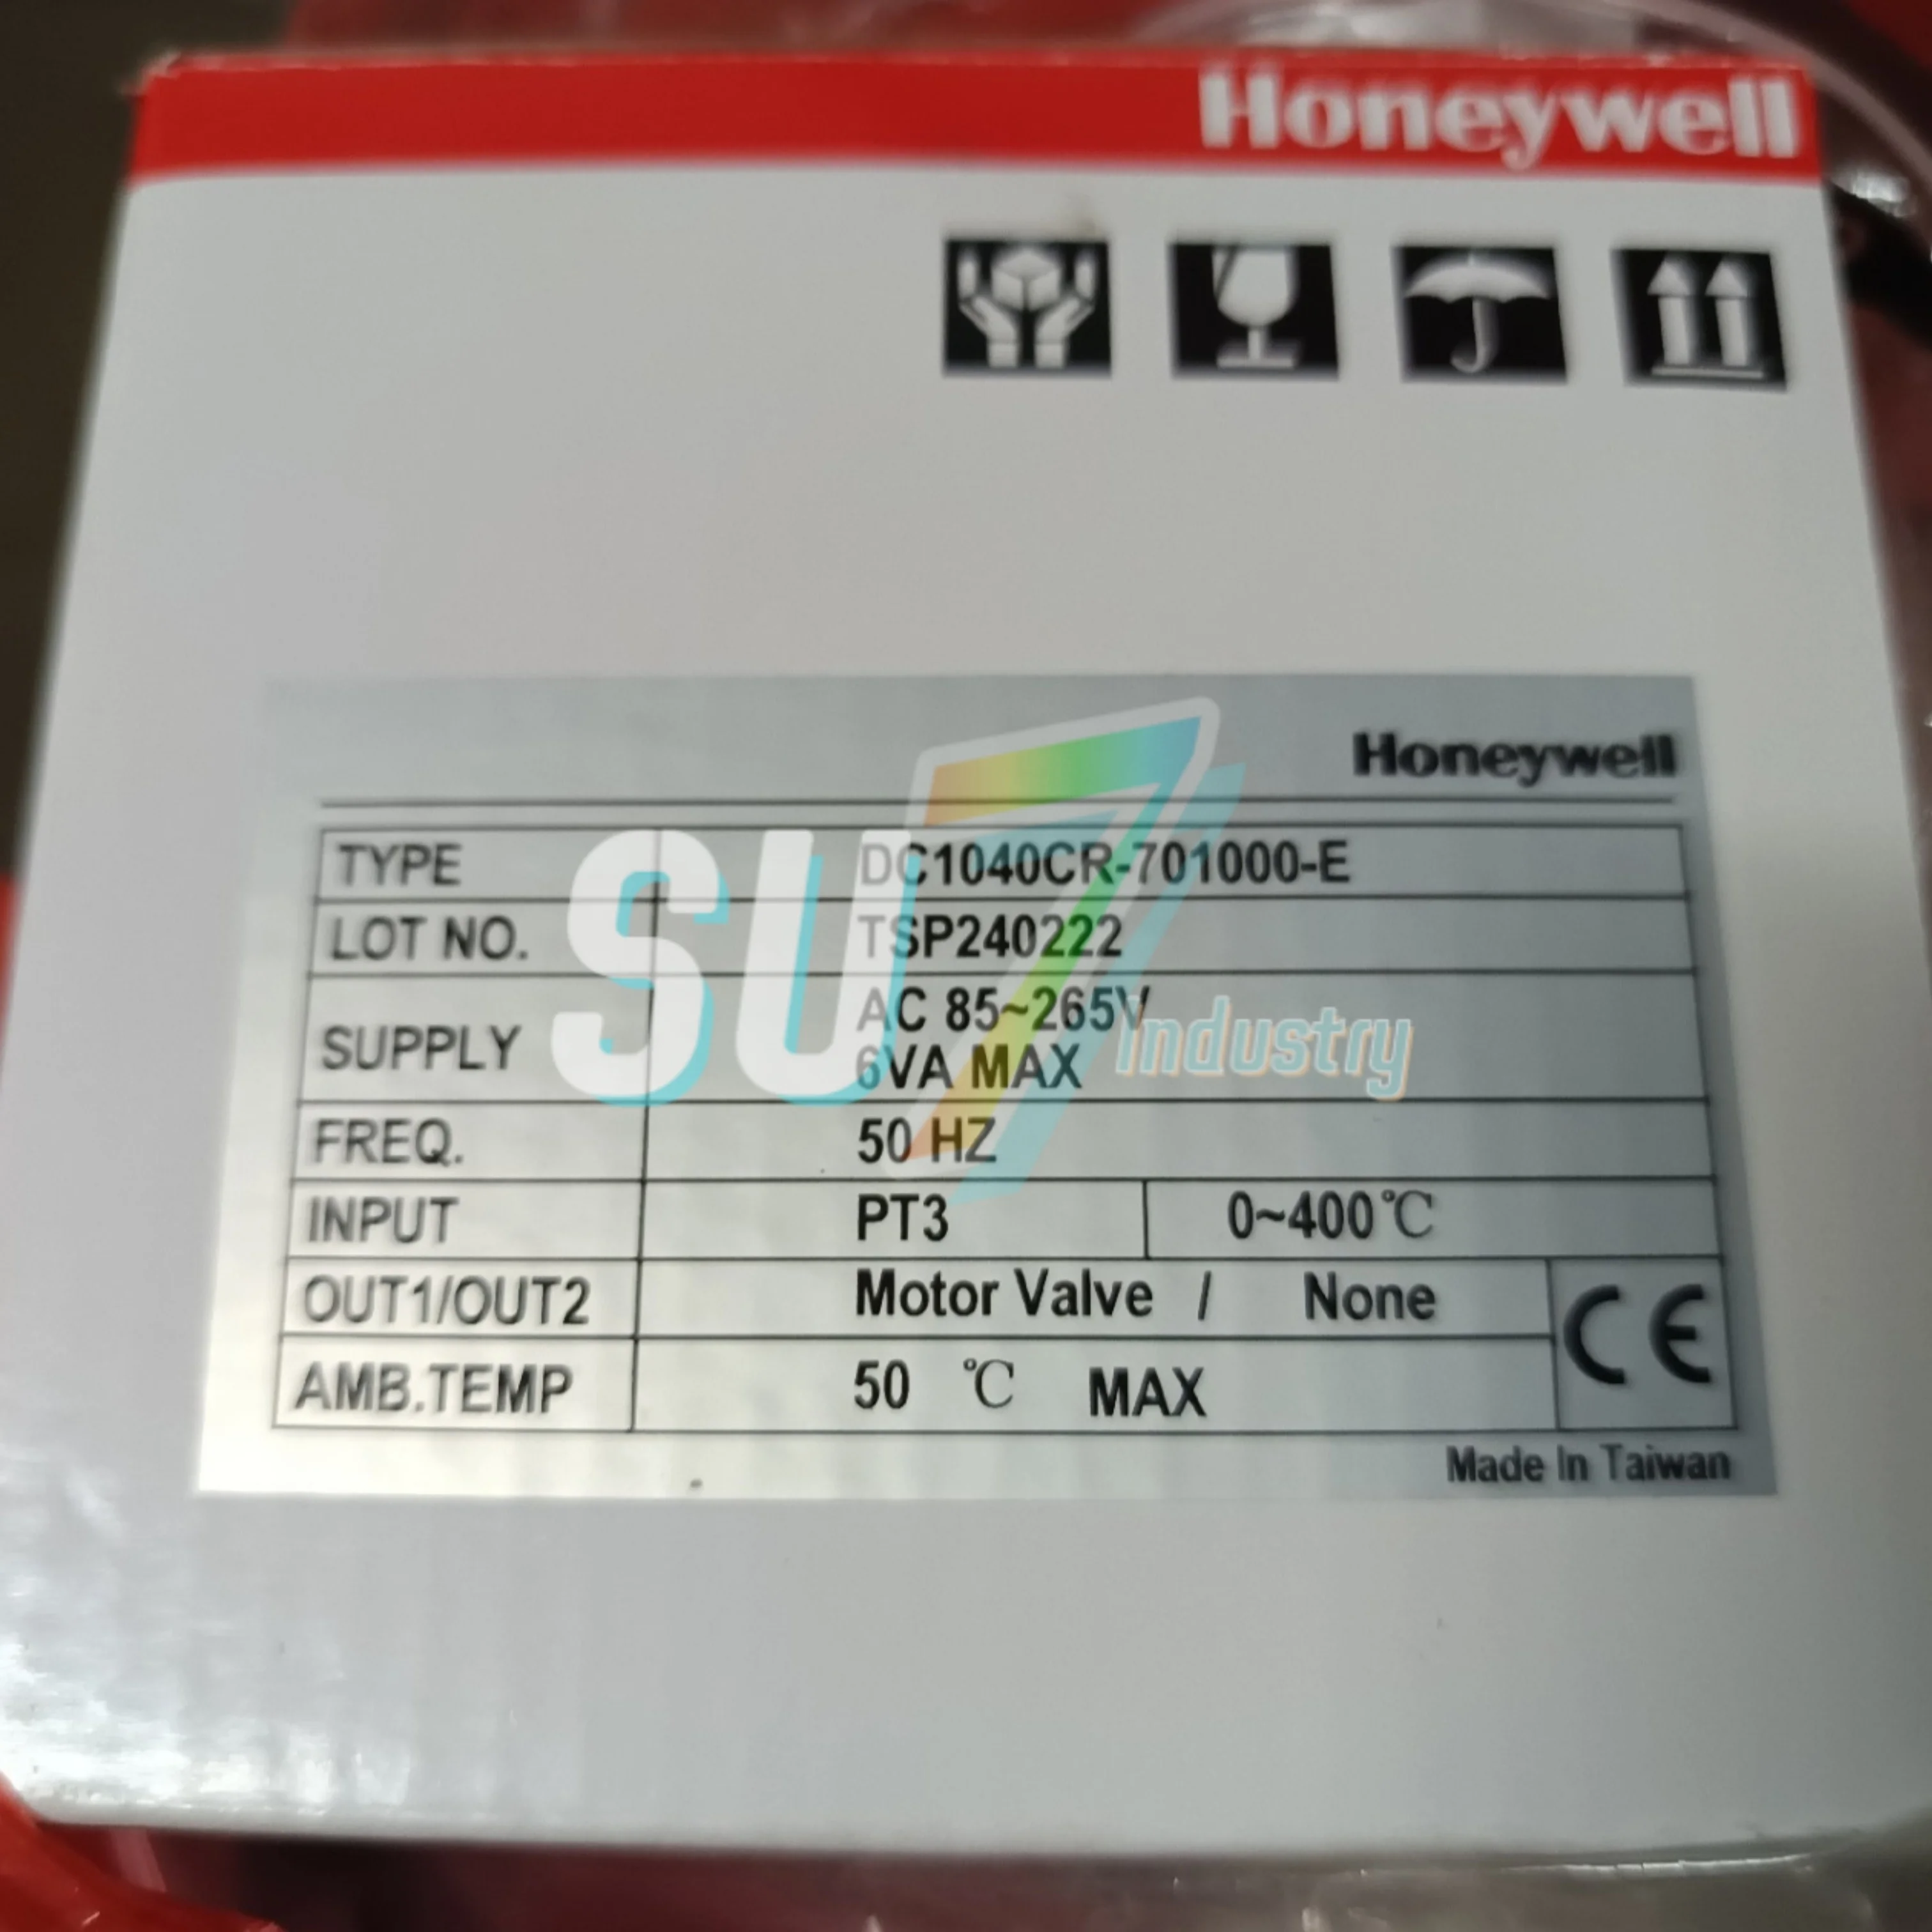 Honeywell
Honeywell
TYPE DC1040CR-701000-E
LOT NO. TSP240222
SUPPLY AC 85~265V
6VA MAX
FREQ. 50 HZ
INPUT PT3 0~400℃
OUT1/OUT2 Motor Valve / None
AMB.TEMP 50 ℃ MAX
CE
Made In Taiwan
SU7
industry